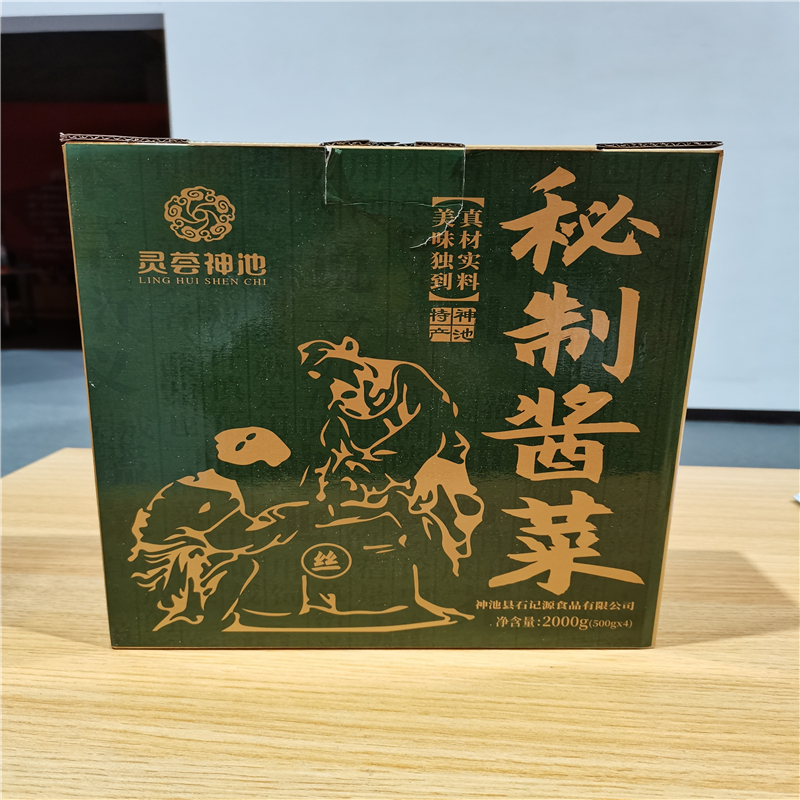 灵荟神池
LING HUI SHEN CHI
【真材实料
美味独到】
神池
特产
秘制酱菜
丝
神池县石记源食品有限公司
净含量:2000g(500gx4)